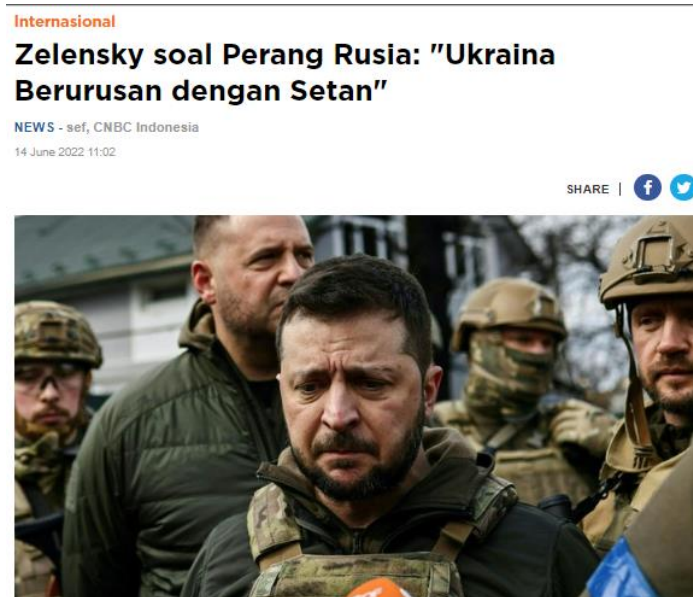 Internasional
Zelensky soal Perang Rusia: "Ukraina
Berurusan dengan Setan"
NEWS - sef, CNBC Indonesia
14 June 2022 11:02
SHARE |